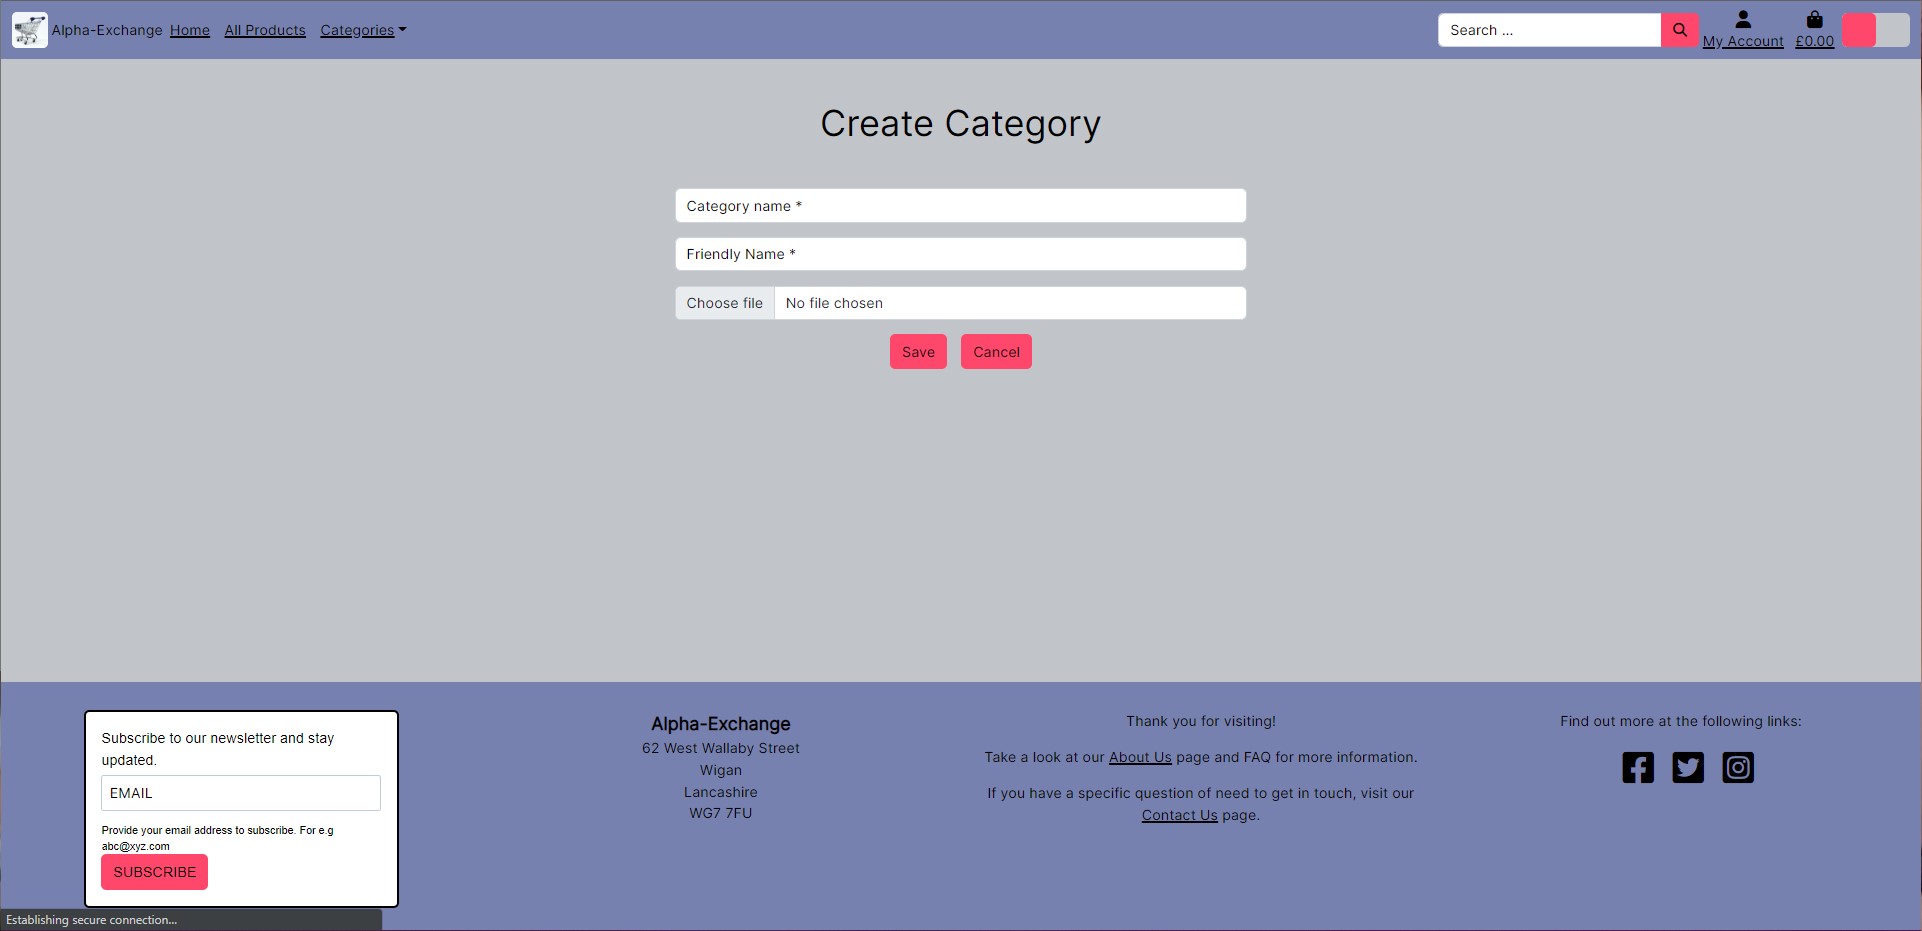 Alpha-Exchange Home All Products Categories
Search ...
My Account £0.00
Create Category
Category name *
Friendly Name *
Choose file No file chosen
Save Cancel
Subscribe to our newsletter and stay
updated.
EMAIL
Provide your email address to subscribe. For e.g
abc@xyz.com
SUBSCRIBE
Alpha-Exchange
62 West Wallaby Street
Wigan
Lancashire
WG7 7FU
Thank you for visiting!
Take a look at our About Us page and FAQ for more information.
If you have a specific question of need to get in touch, visit our
Contact Us page.
Find out more at the following links:
Establishing secure connection...